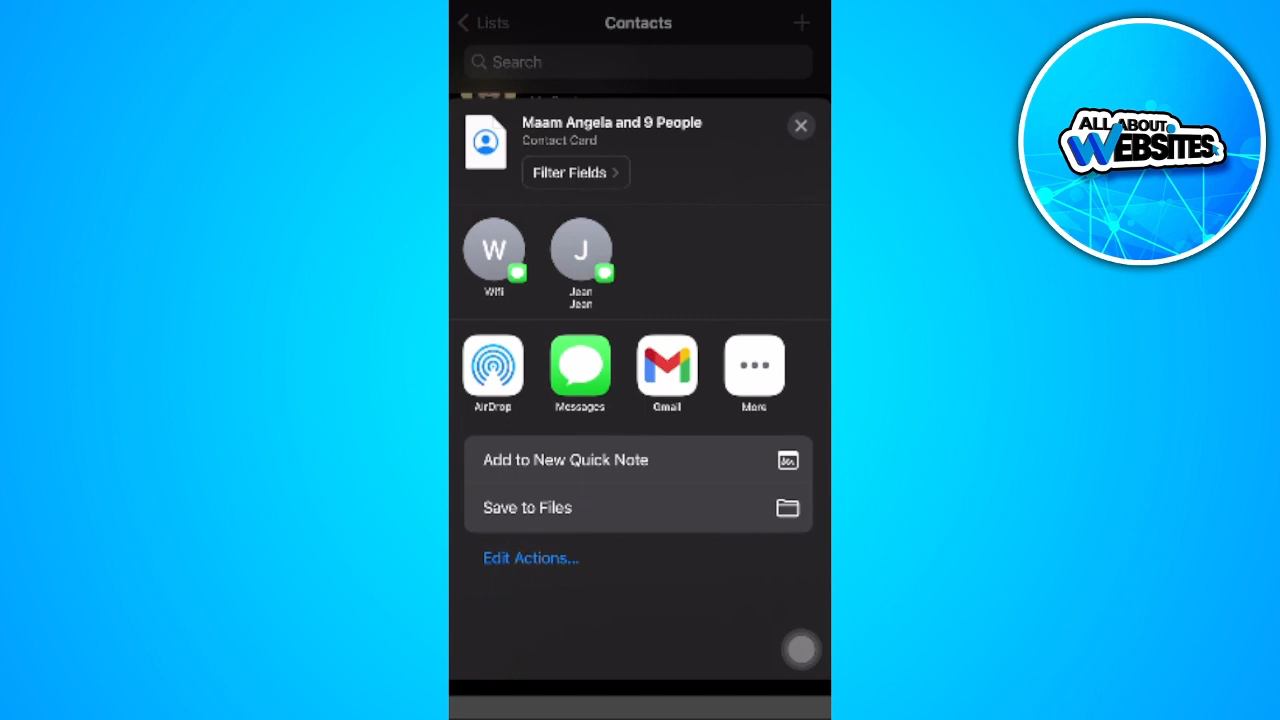 Lists
Contacts
Search
Maam Angela and 9 People
Contact Card
Filter Fields
W
Wifi
J
Jean
Jean
AirDrop
Messages
Gmail
More
Add to New Quick Note
Save to Files
Edit Actions...
ALL ABOUT
WEBSITES